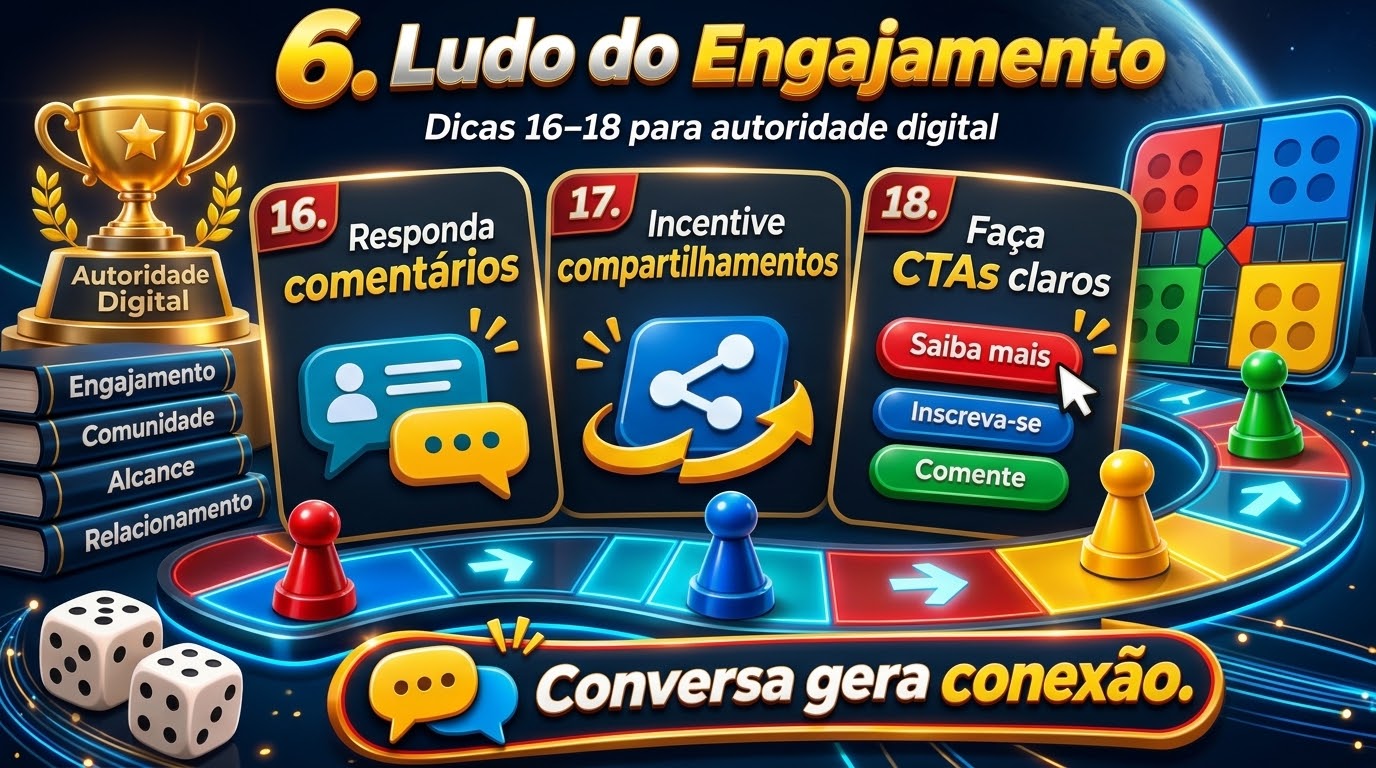 6. Ludo do Engajamento
Dicas 16–18 para autoridade digital
Autoridade
Digital
Engajamento
Comunidade
Alcance
Relacionamento
16.
Responda
comentários
17.
Incentive
compartilhamentos
18.
Faça
CTAs claros
Saiba mais
Inscreva-se
Comente
Conversa gera conexão.